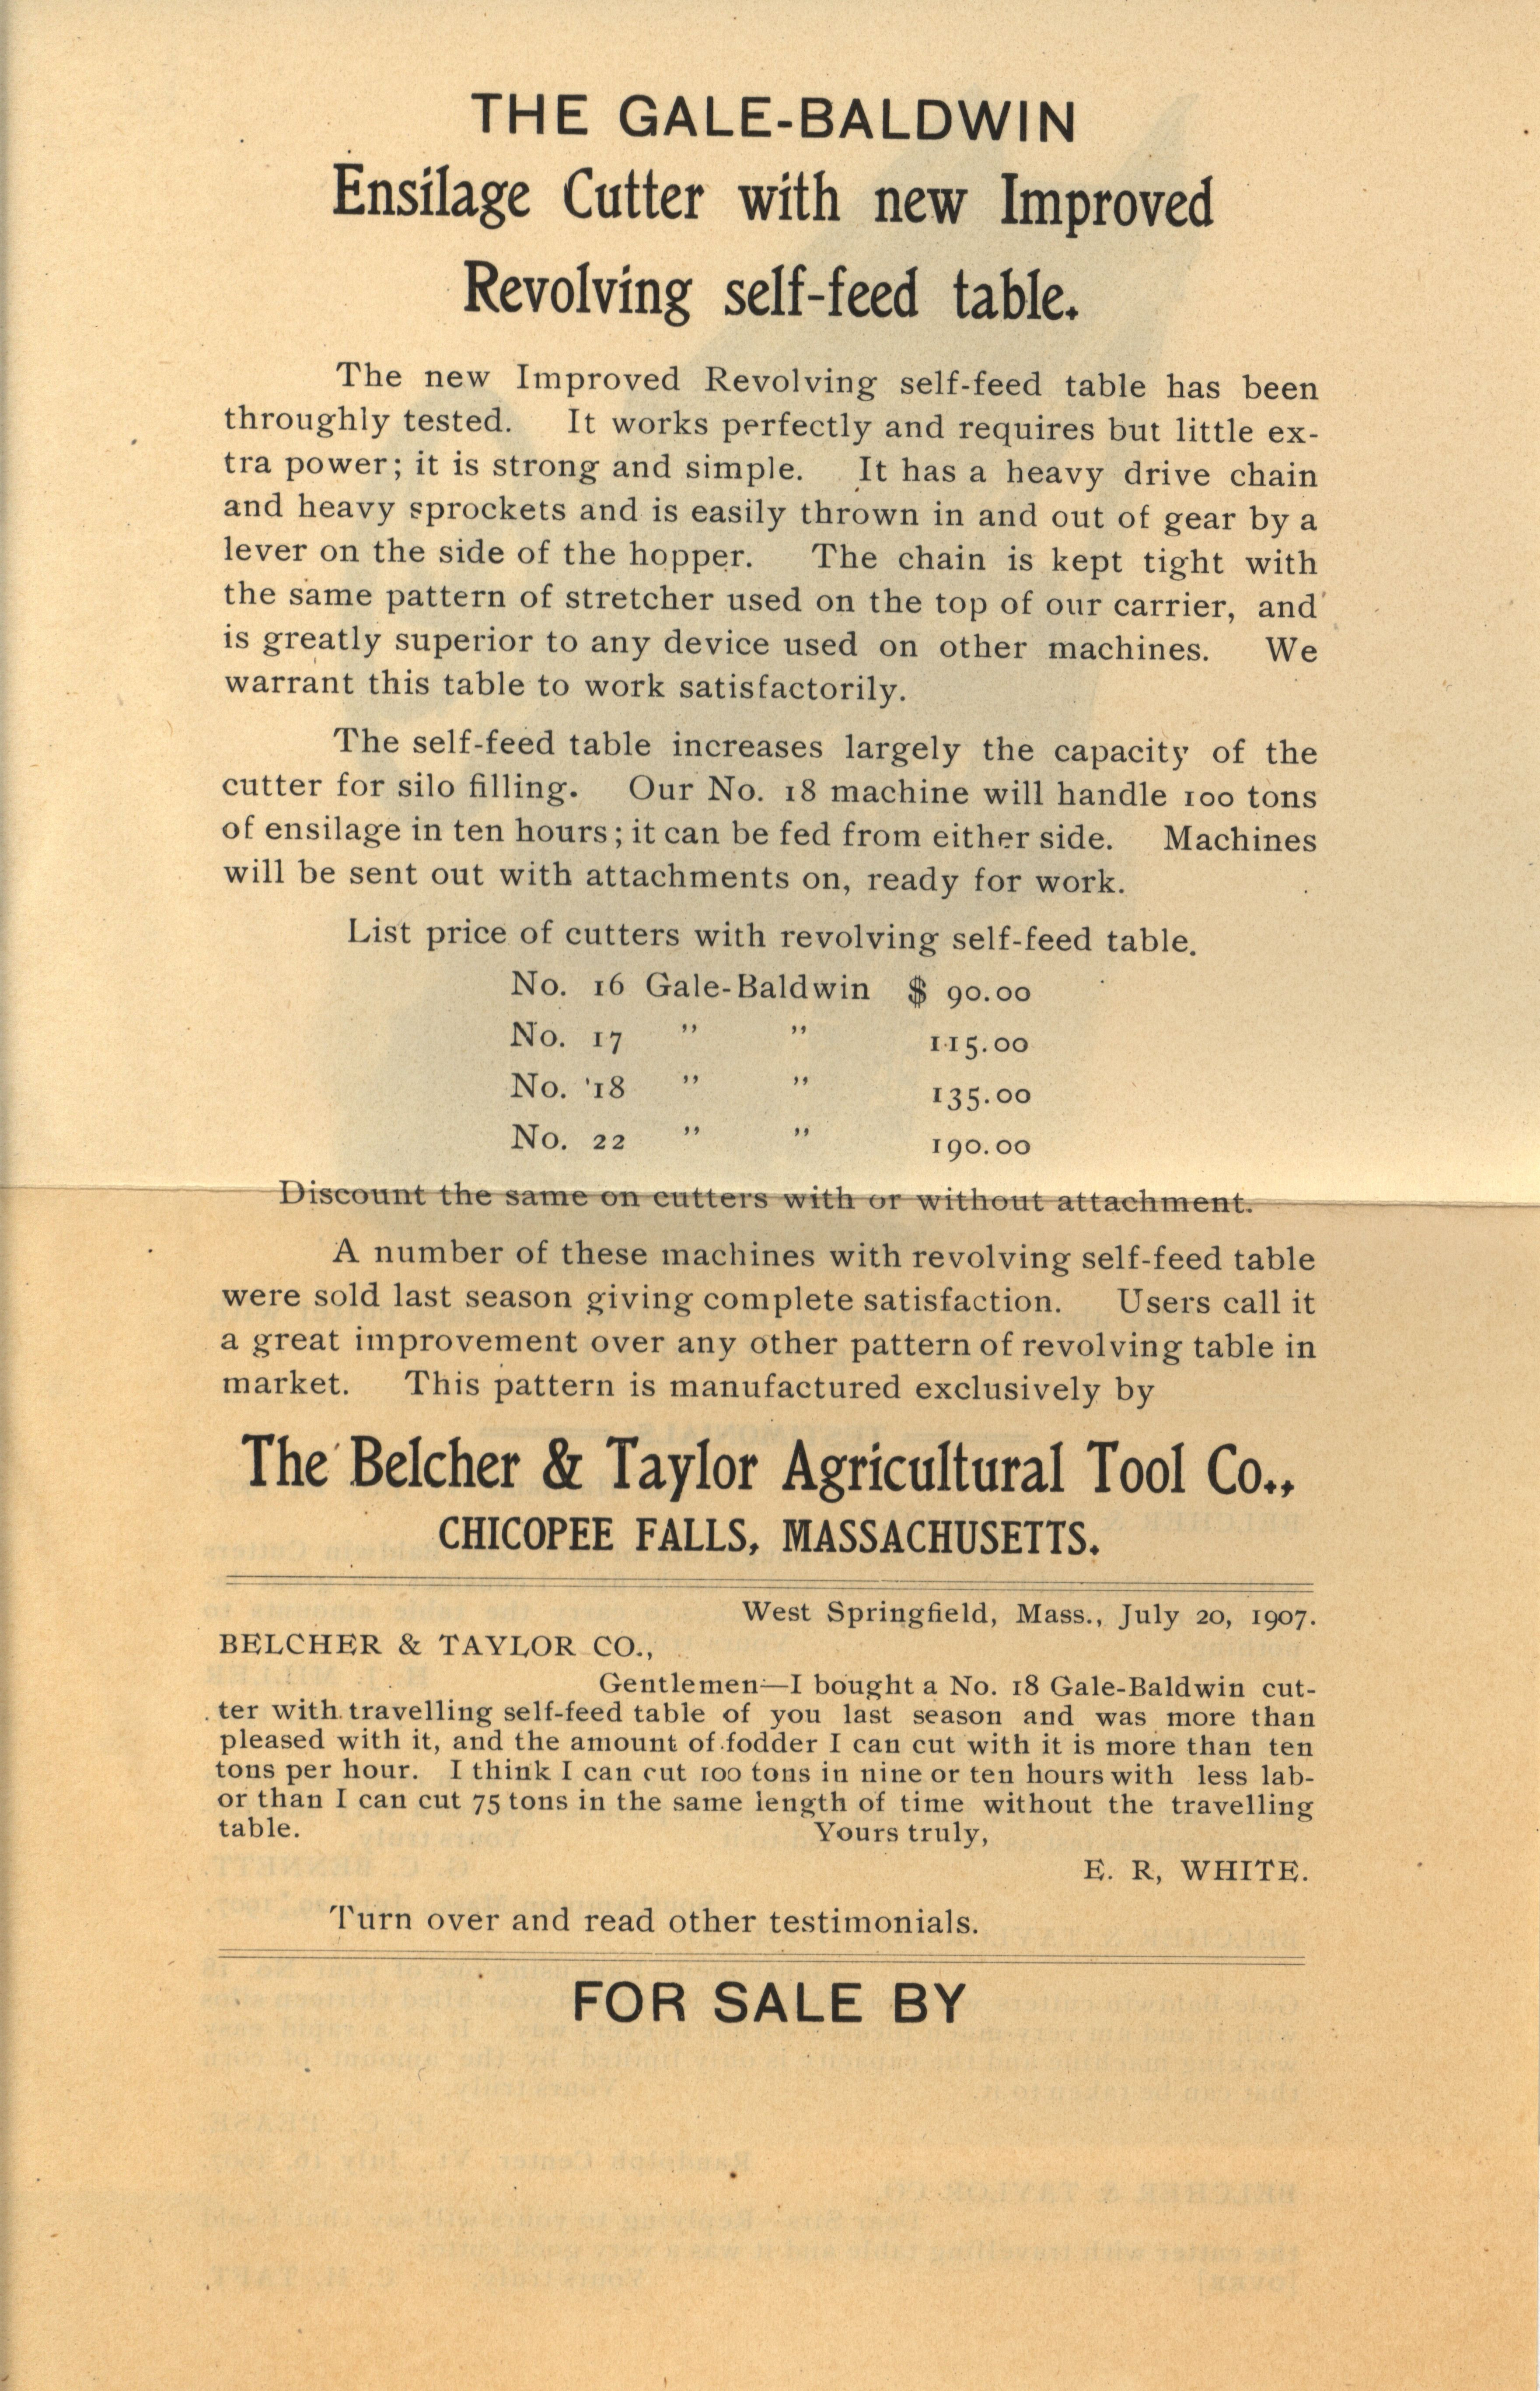 THE GALE-BALDWIN
Ensilage Cutter with new Improved
Revolving self-feed table.
The new Improved Revolving self-feed table has been
throughly tested. It works perfectly and requires but little ex-
tra power; it is strong and simple. It has a heavy drive chain
and heavy sprockets and is easily thrown in and out of gear by a
lever on the side of the hopper. The chain is kept tight with
the same pattern of stretcher used on the top of our carrier, and
is greatly superior to any device used on other machines. We
warrant this table to work satisfactorily.
The self-feed table increases largely the capacity of the
cutter for silo filling. Our No. 18 machine will handle 100 tons
of ensilage in ten hours; it can be fed from either side. Machines
will be sent out with attachments on, ready for work.
List price of cutters with revolving self-feed table.
No. 16 Gale-Baldwin $ 90.00
No. 17 " " 115.00
No. 18 " " 135.00
No. 22 " " 190.00
Discount the same on cutters with or without attachment.
A number of these machines with revolving self-feed table
were sold last season giving complete satisfaction. Users call it
a great improvement over any other pattern of revolving table in
market. This pattern is manufactured exclusively by
The Belcher & Taylor Agricultural Tool Co.,
CHICOPEE FALLS, MASSACHUSETTS.
West Springfield, Mass., July 20, 1907.
BELCHER & TAYLOR CO.,
Gentlemen—I bought a No. 18 Gale-Baldwin cut-
ter with travelling self-feed table of you last season and was more than
pleased with it, and the amount of fodder I can cut with it is more than ten
tons per hour. I think I can cut 100 tons in nine or ten hours with less lab-
or than I can cut 75 tons in the same length of time without the travelling
table. Yours truly,
E. R, WHITE.
Turn over and read other testimonials.
FOR SALE BY